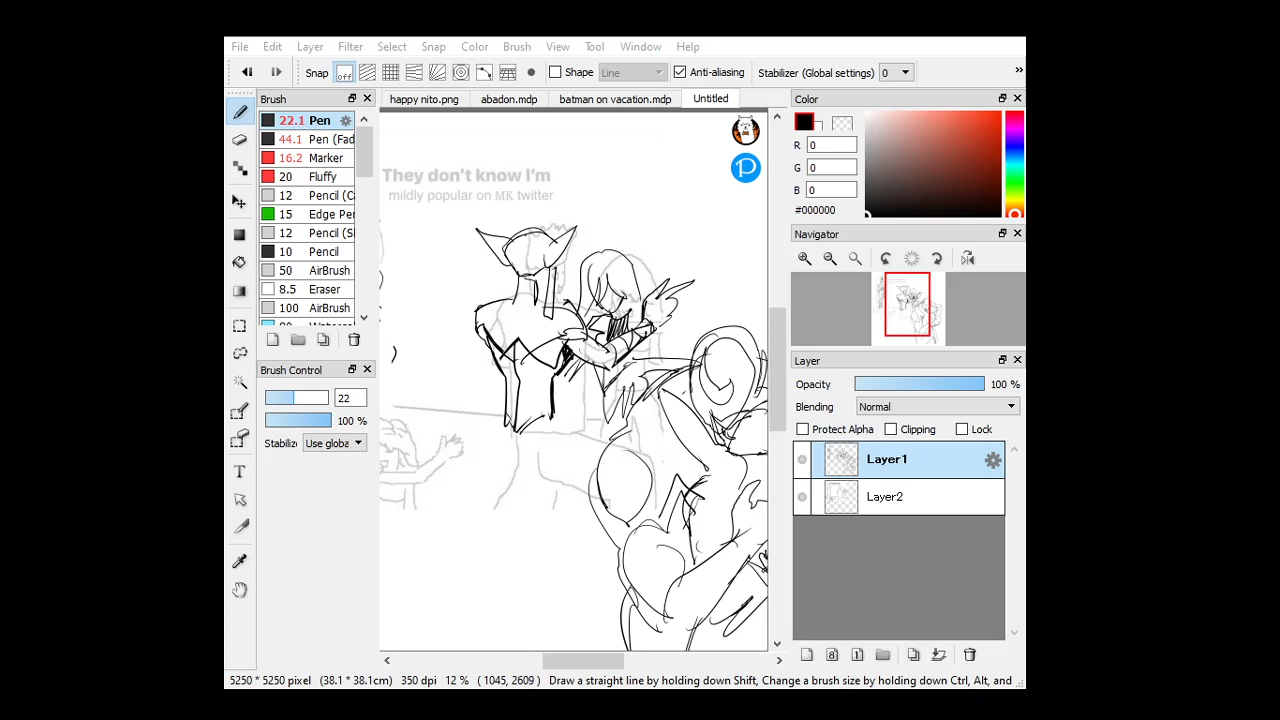 File Edit Layer Filter Select Snap Color Brush View Tool Window Help
Snap off Shape Line Anti-aliasing Stabilizer (Global settings) 0 »
Brush happy nito.png abadon.mdp batman on vacation.mdp Untitled Color
22.1 Pen
44.1 Pen (Fad
16.2 Marker
20 Fluffy
12 Pencil (C
15 Edge Pen
12 Pencil (S
10 Pencil
50 AirBrush
8.5 Eraser
100 AirBrush
Brush Control
22
100 %
Stabiliz Use globa
T
They don't know I'm
mildly popular on MK twitter
P
R 0
G 0
B 0
#000000
Navigator
Layer
Opacity 100 %
Blending Normal
Protect Alpha Clipping Lock
Layer1
Layer2
8 1
5250 * 5250 pixel (38.1 * 38.1cm) 350 dpi 12 % ( 1045, 2609 ) Draw a straight line by holding down Shift, Change a brush size by holding down Ctrl, Alt, and